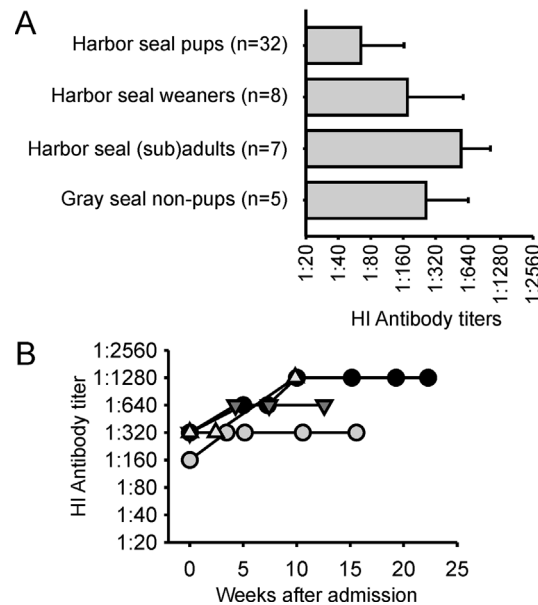 A
Harbor seal pups (n=32)
Harbor seal weaners (n=8)
Harbor seal (sub)adults (n=7)
Gray seal non-pups (n=5)
1:20
1:40
1:80
1:160
1:320
1:640
1:1280
1:2560
HI Antibody titers
B
HI Antibody titer
1:2560
1:1280
1:640
1:320
1:160
1:80
1:40
1:20
0 5 10 15 20 25
Weeks after admission